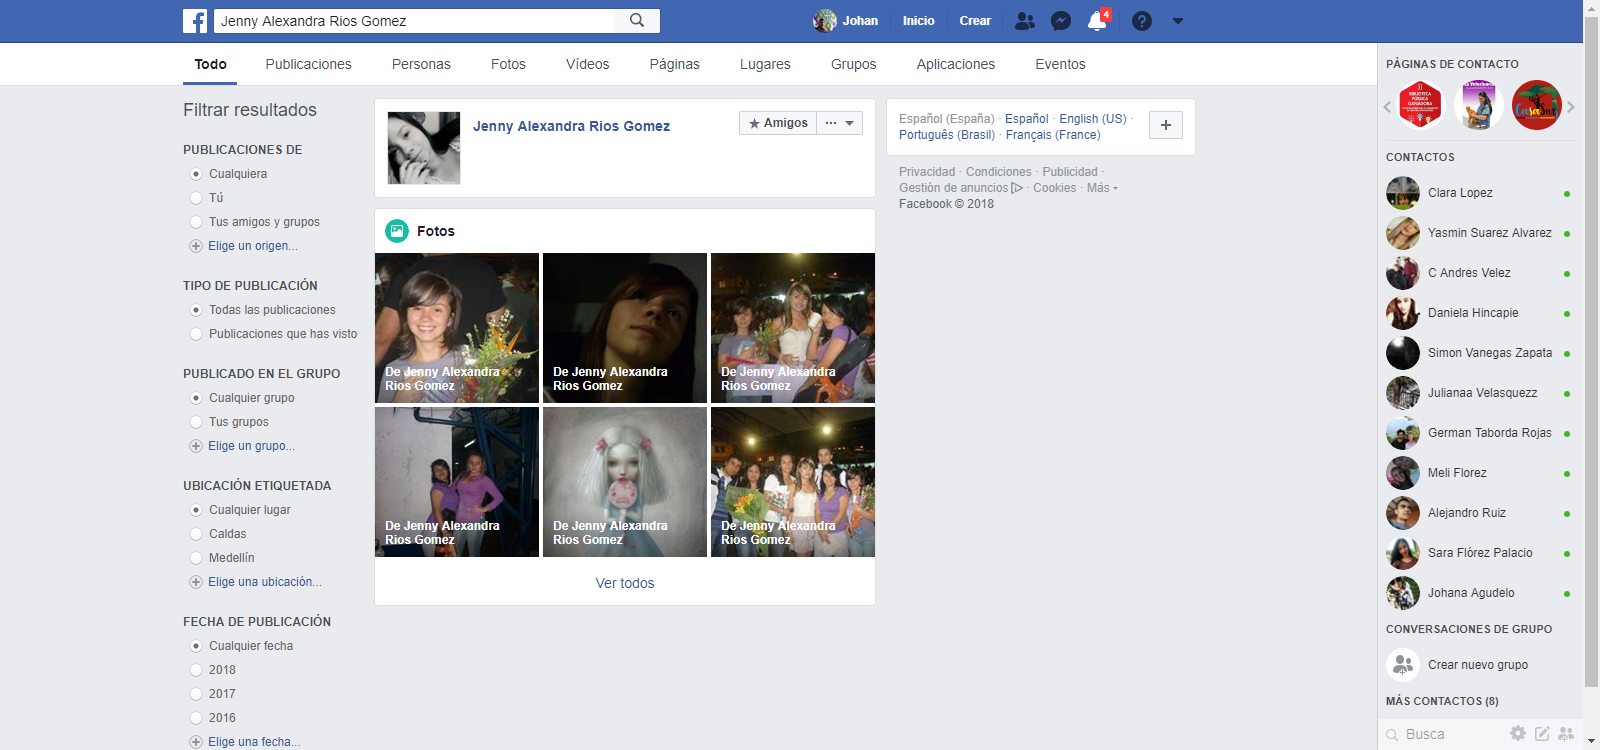 Jenny Alexandra Rios Gomez
Johan
Inicio
Crear
4
Todo
Publicaciones
Personas
Fotos
Vídeos
Páginas
Lugares
Grupos
Aplicaciones
Eventos
Filtrar resultados
PUBLICACIONES DE
Cualquiera
Tú
Tus amigos y grupos
Elige un origen...
TIPO DE PUBLICACIÓN
Todas las publicaciones
Publicaciones que has visto
PUBLICADO EN EL GRUPO
Cualquier grupo
Tus grupos
Elige un grupo...
UBICACIÓN ETIQUETADA
Cualquier lugar
Caldas
Medellín
Elige una ubicación...
FECHA DE PUBLICACIÓN
Cualquier fecha
2018
2017
2016
Elige una fecha...
Jenny Alexandra Rios Gomez
Amigos
Fotos
De Jenny Alexandra
Rios Gomez
De Jenny Alexandra
Rios Gomez
De Jenny Alexandra
Rios Gomez
De Jenny Alexandra
Rios Gomez
De Jenny Alexandra
Rios Gomez
De Jenny Alexandra
Rios Gomez
Ver todos
Español (España) · Español · English (US) ·
Português (Brasil) · Français (France)
Privacidad · Condiciones · Publicidad ·
Gestión de anuncios · Cookies · Más
Facebook © 2018
PÁGINAS DE CONTACTO
BIBLIOTECA
PÚBLICA
GANADORA
CasaSur
CONTACTOS
Clara Lopez
Yasmin Suarez Alvarez
C Andres Velez
Daniela Hincapie
Simon Vanegas Zapata
Julianaa Velasquezz
German Taborda Rojas
Meli Florez
Alejandro Ruiz
Sara Flórez Palacio
Johana Agudelo
CONVERSACIONES DE GRUPO
Crear nuevo grupo
MÁS CONTACTOS (8)
Busca